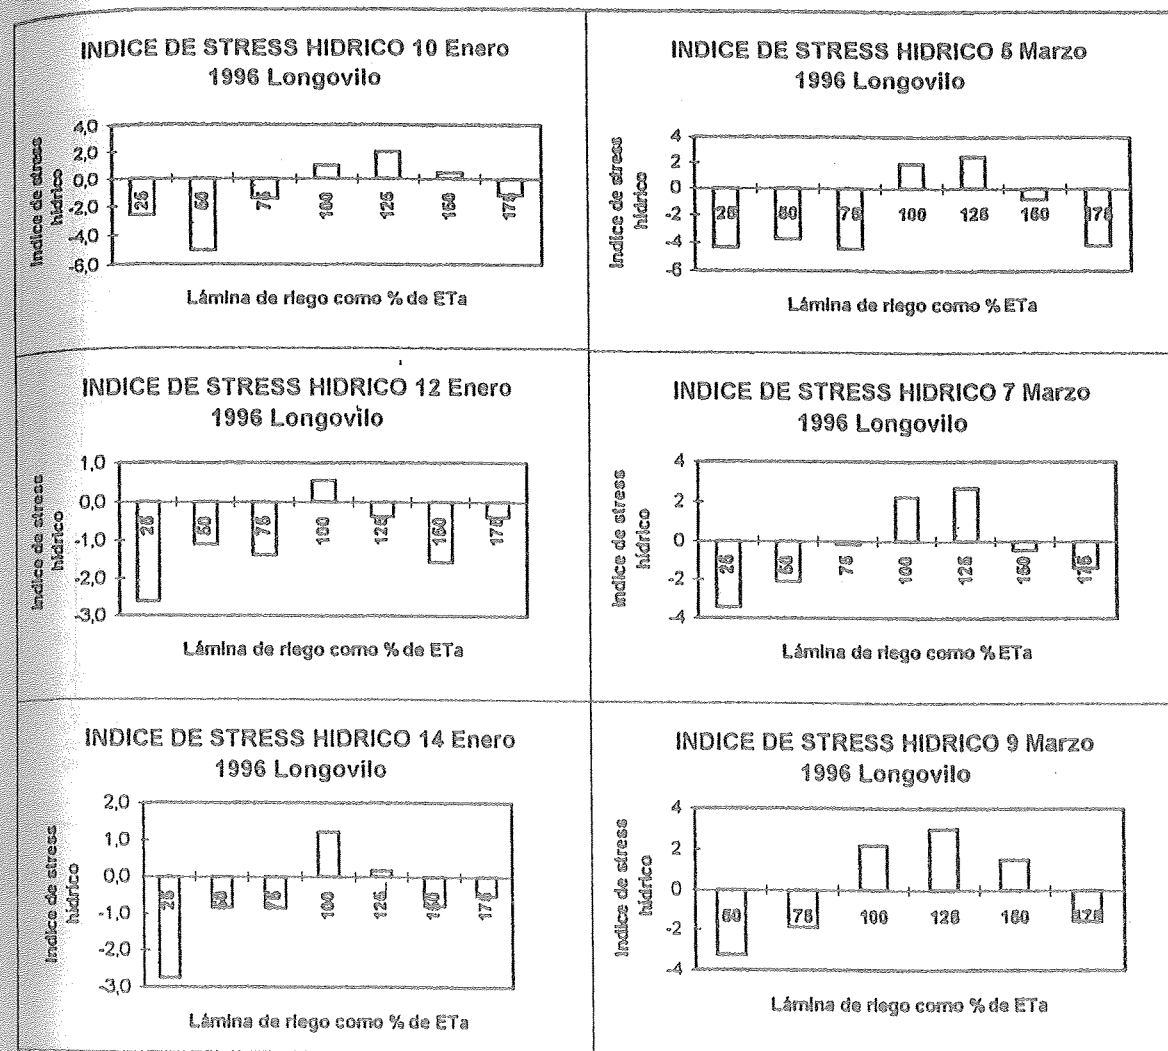 INDICE DE STRESS HIDRICO 10 Enero
1996 Longovilo
Indice de stress
hídrico
4,0
2,0
0,0
-2,0
-4,0
-6,0
25
50
75
100
125
150
175
Lámina de riego como % de ETa
INDICE DE STRESS HIDRICO 5 Marzo
1996 Longovilo
Indice de stress
hídrico
4
2
0
-2
-4
-6
25
50
75
100
125
150
175
Lámina de riego como % ETa
INDICE DE STRESS HIDRICO 12 Enero
1996 Longovilo
Indice de stress
hídrico
1,0
0,0
-1,0
-2,0
-3,0
25
50
75
100
125
150
175
Lámina de riego como % de ETa
INDICE DE STRESS HIDRICO 7 Marzo
1996 Longovilo
Indice de stress
hídrico
4
2
0
-2
-4
25
50
75
100
125
150
175
Lámina de riego como % ETa
INDICE DE STRESS HIDRICO 14 Enero
1996 Longovilo
Indice de stress
hídrico
2,0
1,0
0,0
-1,0
-2,0
-3,0
25
50
75
100
125
150
175
Lámina de riego como % de ETa
INDICE DE STRESS HIDRICO 9 Marzo
1996 Longovilo
Indice de stress
hídrico
4
2
0
-2
-4
50
75
100
125
150
175
Lámina de riego como % de ETa